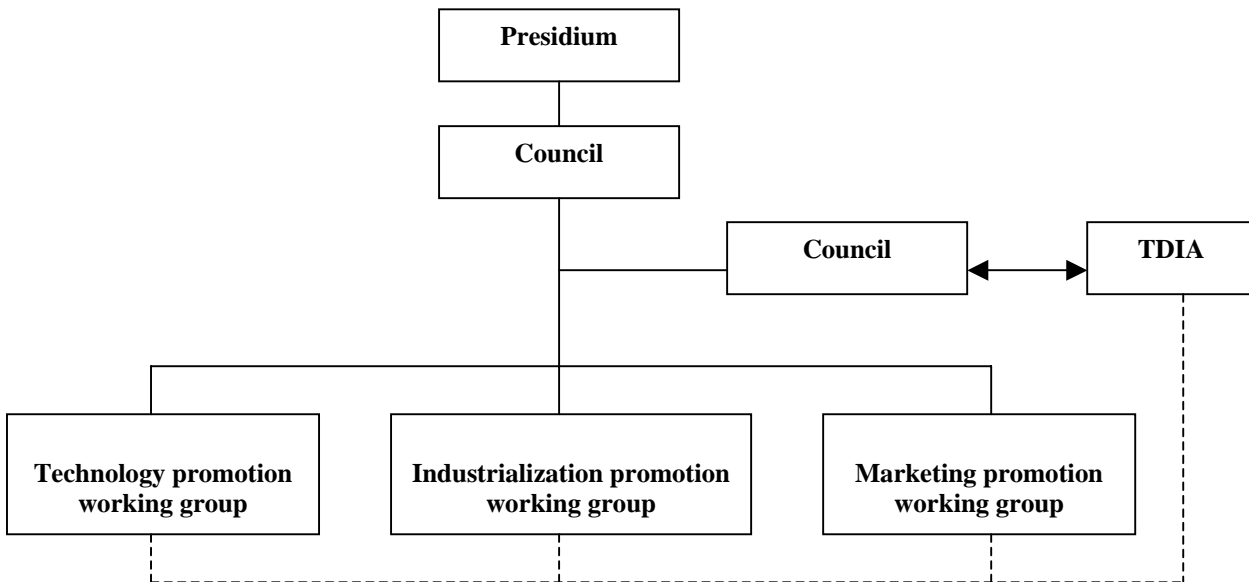 Presidium
Council
Council
TDIA
Technology promotion
working group
Industrialization promotion
working group
Marketing promotion
working group